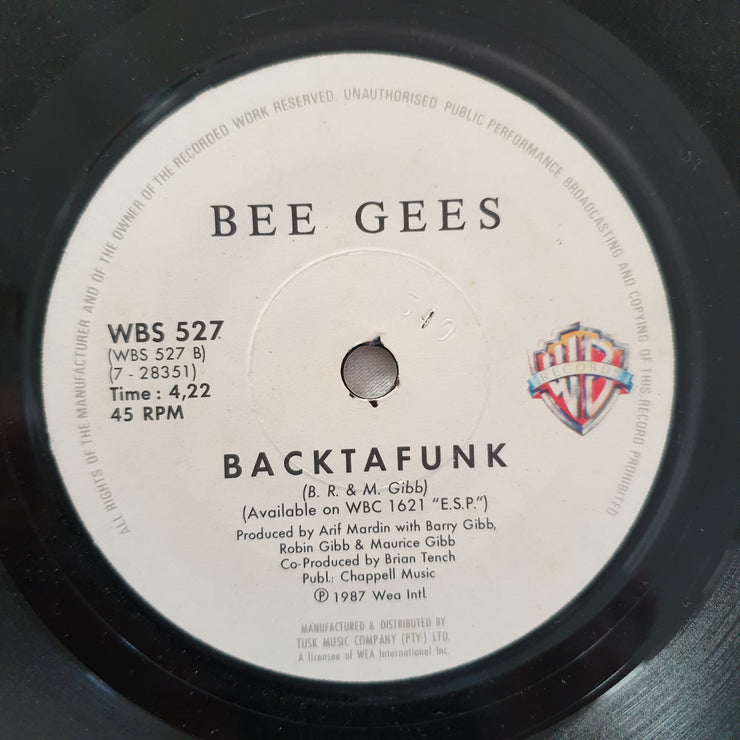 ALL RIGHTS OF THE MANUFACTURER AND OF THE OWNER OF THE RECORDED WORK RESERVED. UNAUTHORISED PUBLIC PERFORMANCE BROADCASTING AND COPYING OF THIS RECORD PROHIBITED
BEE GEES
WBS 527
(WBS 527 B)
(7 - 28351)
Time : 4,22
45 RPM
WB
RECORDS
BACKTAFUNK
(B. R. & M. Gibb)
(Available on WBC 1621 "E.S.P.")
Produced by Arif Mardin with Barry Gibb,
Robin Gibb & Maurice Gibb
Co-Produced by Brian Tench
Publ.: Chappell Music
Ⓟ 1987 Wea Intl
MANUFACTURED & DISTRIBUTED BY
TUSK MUSIC COMPANY (PTY.) LTD.
A licensee of WEA International Inc.